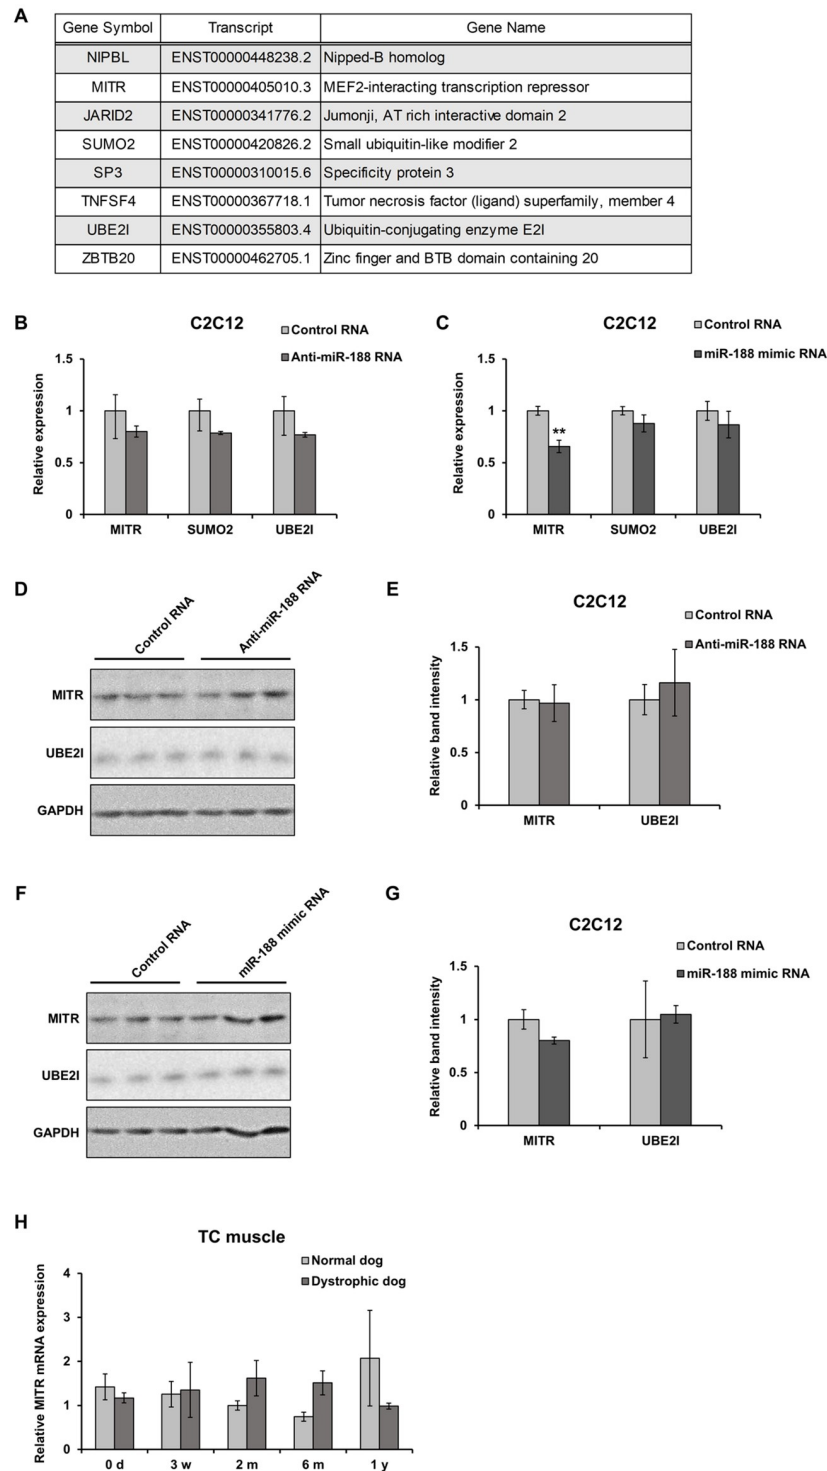 A
Gene Symbol Transcript Gene Name
NIPBL ENST00000448238.2 Nipped-B homolog
MITR ENST00000405010.3 MEF2-interacting transcription repressor
JARID2 ENST00000341776.2 Jumonji, AT rich interactive domain 2
SUMO2 ENST00000420826.2 Small ubiquitin-like modifier 2
SP3 ENST00000310015.6 Specificity protein 3
TNFSF4 ENST00000367718.1 Tumor necrosis factor (ligand) superfamily, member 4
UBE2I ENST00000355803.4 Ubiquitin-conjugating enzyme E2I
ZBTB20 ENST00000462705.1 Zinc finger and BTB domain containing 20
B
C2C12
Control RNA
Anti-miR-188 RNA
Relative expression
1.5
1
0.5
0
MITR SUMO2 UBE2I
C
C2C12
Control RNA
miR-188 mimic RNA
Relative expression
1.5
1
0.5
0
**
MITR SUMO2 UBE2I
D
Control RNA
Anti-miR-188 RNA
MITR
UBE2I
GAPDH
E
C2C12
Control RNA
Anti-miR-188 RNA
Relative band intensity
1.5
1
0.5
0
MITR UBE2I
F
Control RNA
mIR-188 mimic RNA
MITR
UBE2I
GAPDH
G
C2C12
Control RNA
miR-188 mimic RNA
Relative band intensity
1.5
1
0.5
0
MITR UBE2I
H
TC muscle
Normal dog
Dystrophic dog
Relative MITR mRNA expression
4
3
2
1
0
0 d 3 w 2 m 6 m 1 y